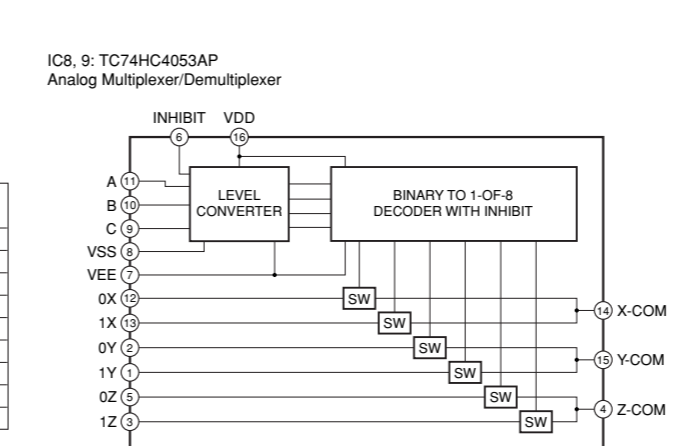 IC8, 9: TC74HC4053AP
Analog Multiplexer/Demultiplexer
INHIBIT VDD
6 16
A 11
B 10
C 9
VSS 8
VEE 7
0X 12
1X 13
0Y 2
1Y 1
0Z 5
1Z 3
LEVEL
CONVERTER
BINARY TO 1-OF-8
DECODER WITH INHIBIT
SW
SW
SW
SW
SW
SW
14 X-COM
15 Y-COM
4 Z-COM